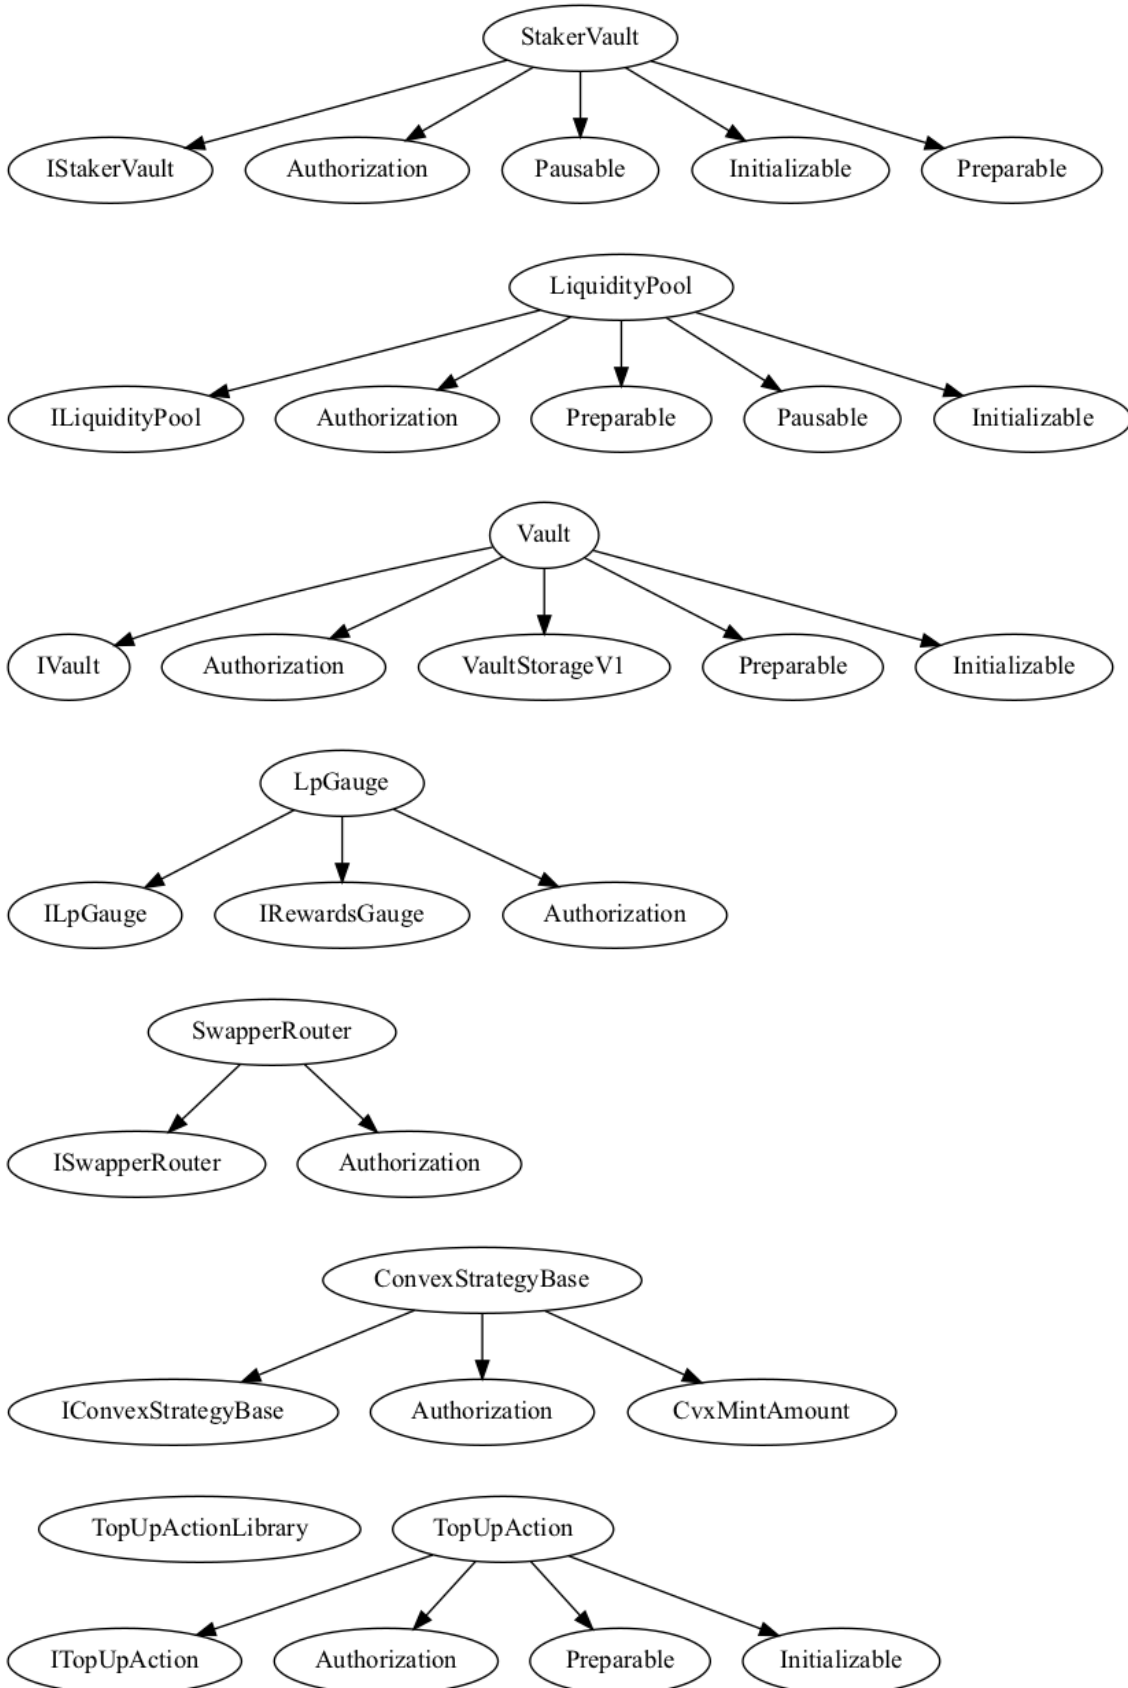 StakerVault
IStakerVault Authorization Pausable Initializable Preparable
LiquidityPool
ILiquidityPool Authorization Preparable Pausable Initializable
Vault
IVault Authorization VaultStorageV1 Preparable Initializable
LpGauge
ILpGauge IRewardsGauge Authorization
SwapperRouter
ISwapperRouter Authorization
ConvexStrategyBase
IConvexStrategyBase Authorization CvxMintAmount
TopUpActionLibrary TopUpAction
ITopUpAction Authorization Preparable Initializable